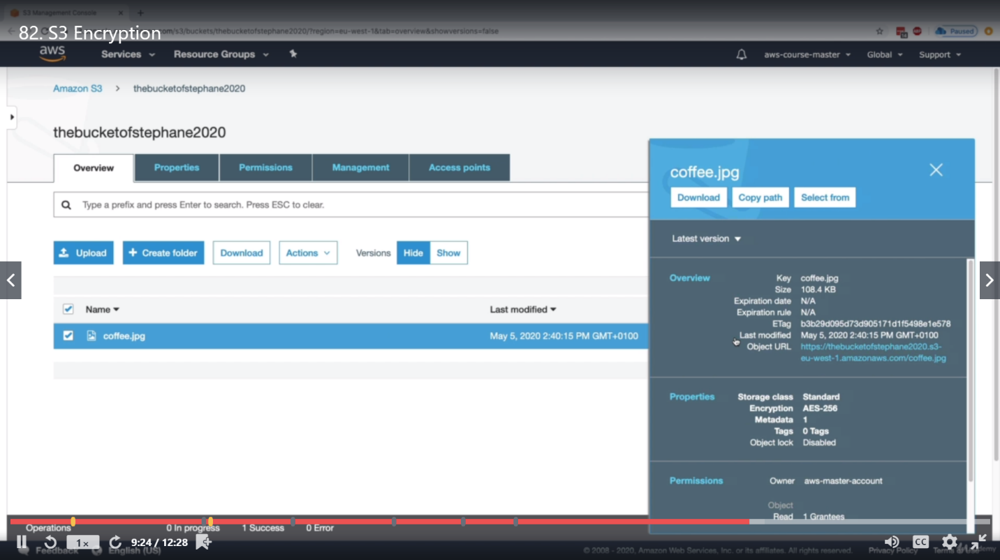 S3 Management Console
82. S3 Encryption
com/s3/buckets/thebucketofstephane2020/?region=eu-west-1&tab=overview&showversions=false
Paused
aws
Services
Resource Groups
aws-course-master
Global
Support
Amazon S3 > thebucketofstephane2020
thebucketofstephane2020
Overview
Properties
Permissions
Management
Access points
Type a prefix and press Enter to search. Press ESC to clear.
Upload
+ Create folder
Download
Actions
Versions
Hide
Show
Name
Last modified
coffee.jpg
May 5, 2020 2:40:15 PM GMT+0100
coffee.jpg
Download
Copy path
Select from
Latest version
Overview
Key coffee.jpg
Size 108.4 KB
Expiration date N/A
Expiration rule N/A
ETag b3b29d095d73d905171d1f5498e1e578
Last modified May 5, 2020 2:40:15 PM GMT+0100
Object URL https://thebucketofstephane2020.s3-
eu-west-1.amazonaws.com/coffee.jpg
Properties
Storage class Standard
Encryption AES-256
Metadata 1
Tags 0 Tags
Object lock Disabled
Permissions
Owner aws-master-account
Object
Read 1 Grantees
Operations
0 In progress
1 Success
0 Error
1x
9:24 / 12:28
CC
Feedback
English (US)
© 2008 - 2020, Amazon Web Services, Inc. or its affiliates. All rights reserved.
Privacy Policy
Terms